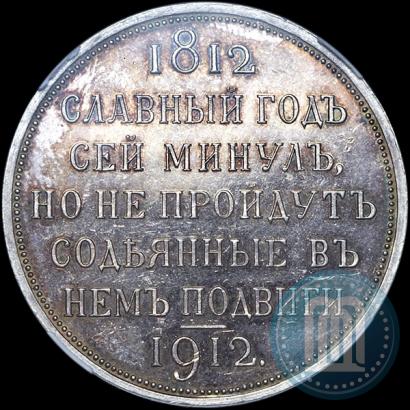 1812
СЛАВНЫЙ ГОДЪ
СЕЙ МИНУЛЪ,
НО НЕ ПРОЙДУТЪ
СОДѢЯННЫЕ ВЪ
НЕМЪ ПОДВИГИ
1912.